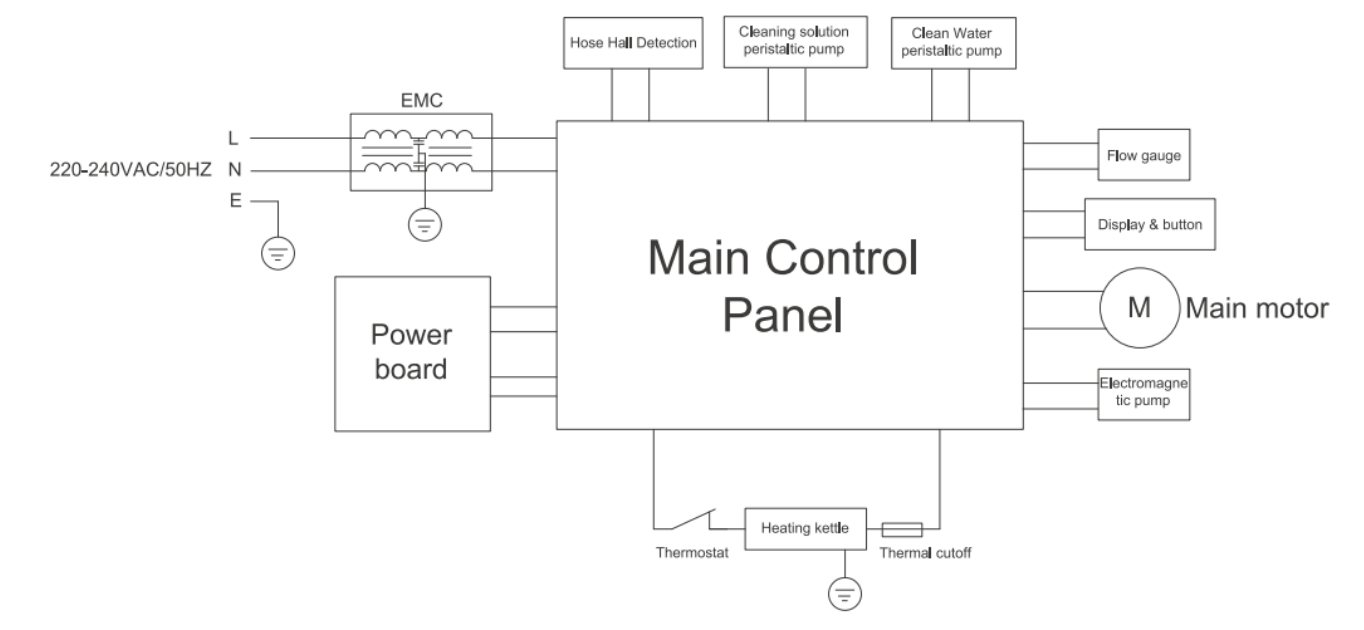 Hose Hall Detection
Cleaning solution
peristaltic pump
Clean Water
peristaltic pump
EMC
L
220-240VAC/50HZ N
E
Flow gauge
Display & button
Main Control
Panel
M Main motor
Power
board
Electromagne
tic pump
Heating kettle
Thermostat
Thermal cutoff